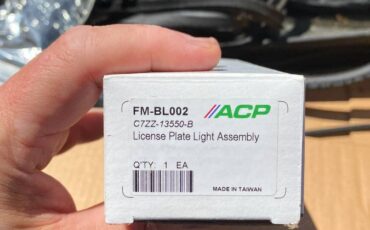 FM-BL002 ACP
C7ZZ-13550-B
License Plate Light Assembly
Q'TY: 1 EA
MADE IN TAIWAN